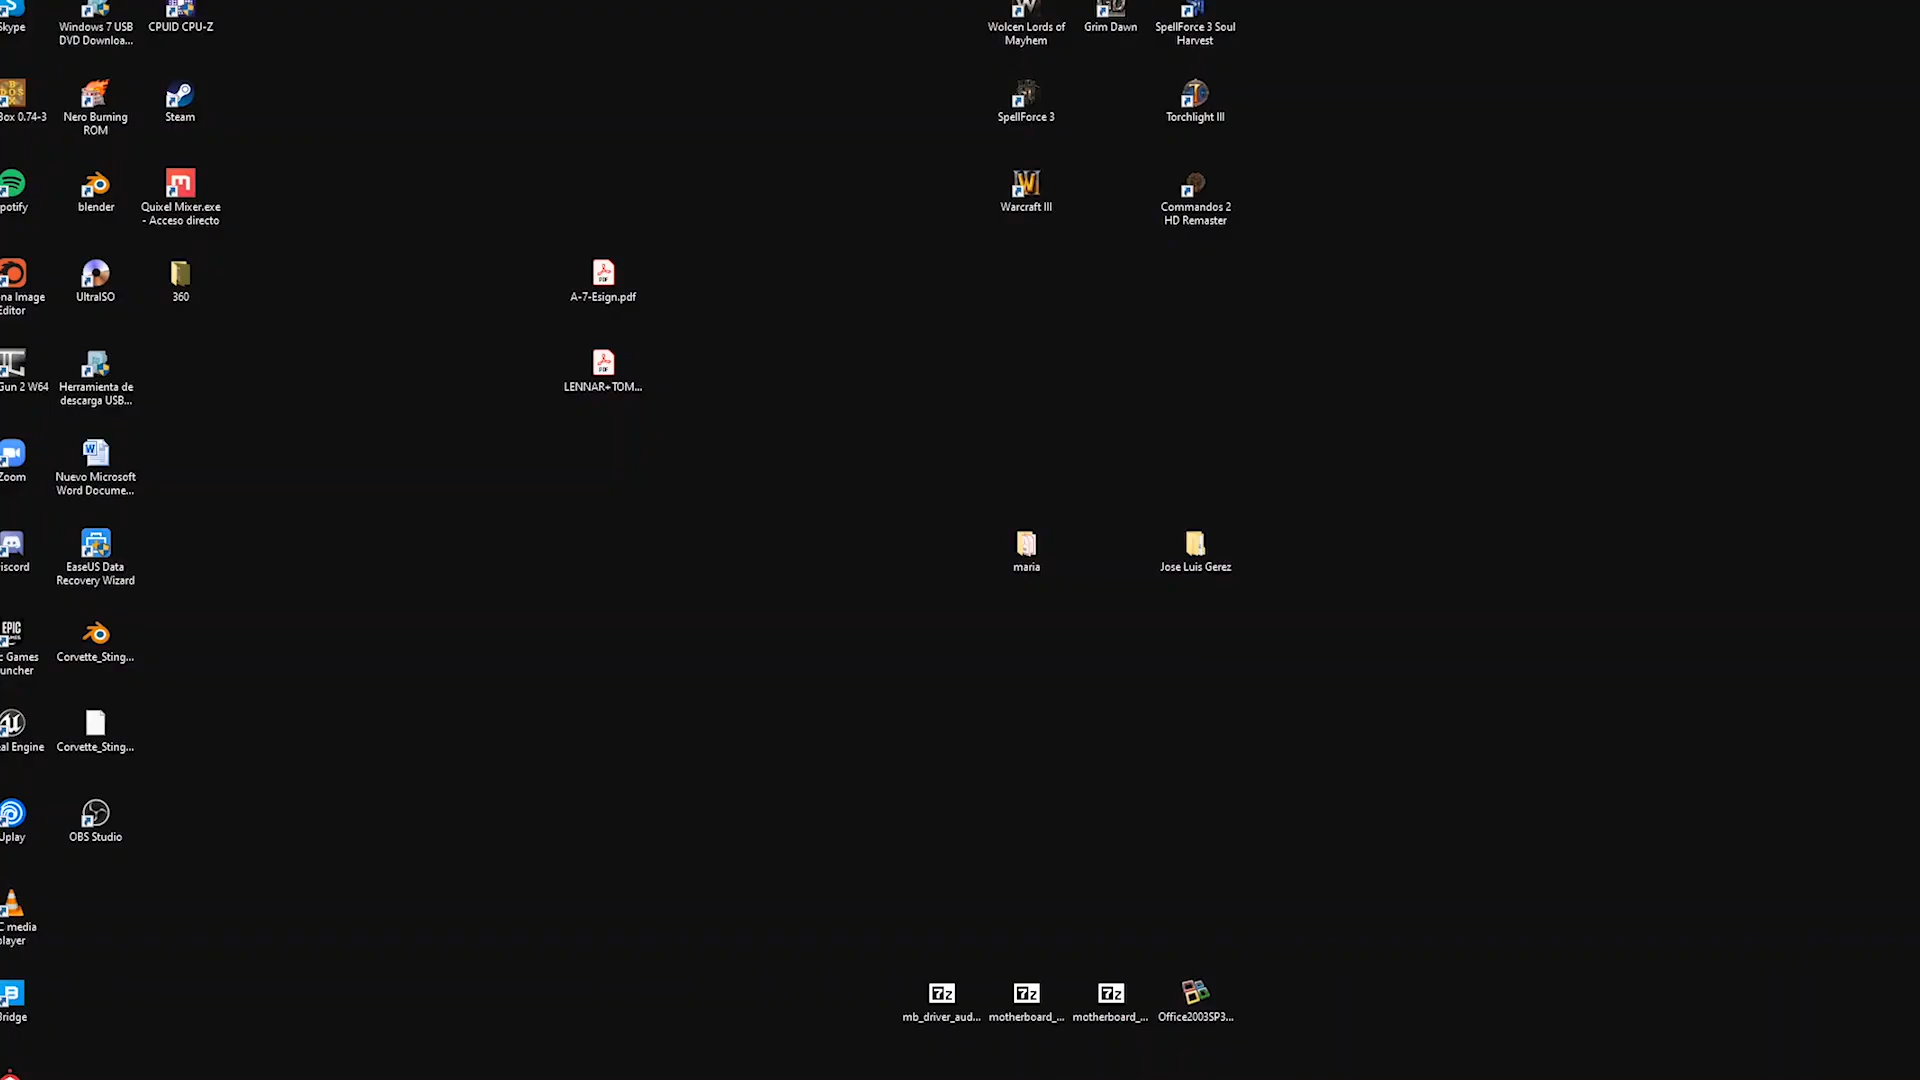 Skype
Windows 7 USB
DVD Downloa...
CPUID CPU-Z
Wolcen Lords of
Mayhem
Grim Dawn
SpellForce 3 Soul
Harvest
Box 0.74-3
Nero Burning
ROM
Steam
SpellForce 3
Torchlight III
potify
blender
Quixel Mixer.exe
- Acceso directo
Warcraft III
Commandos 2
HD Remaster
na Image
Editor
UltraISO
360
A-7-Esign.pdf
Gun 2 W64
Herramienta de
descarga USB...
LENNAR+TOM...
Zoom
Nuevo Microsoft
Word Docume...
iscord
EaseUS Data
Recovery Wizard
maria
Jose Luis Gerez
EPIC
c Games
uncher
Corvette_Sting...
al Engine
Corvette_Sting...
Uplay
OBS Studio
C media
player
Bridge
mb_driver_aud...
motherboard_...
motherboard_...
Office2003SP3...